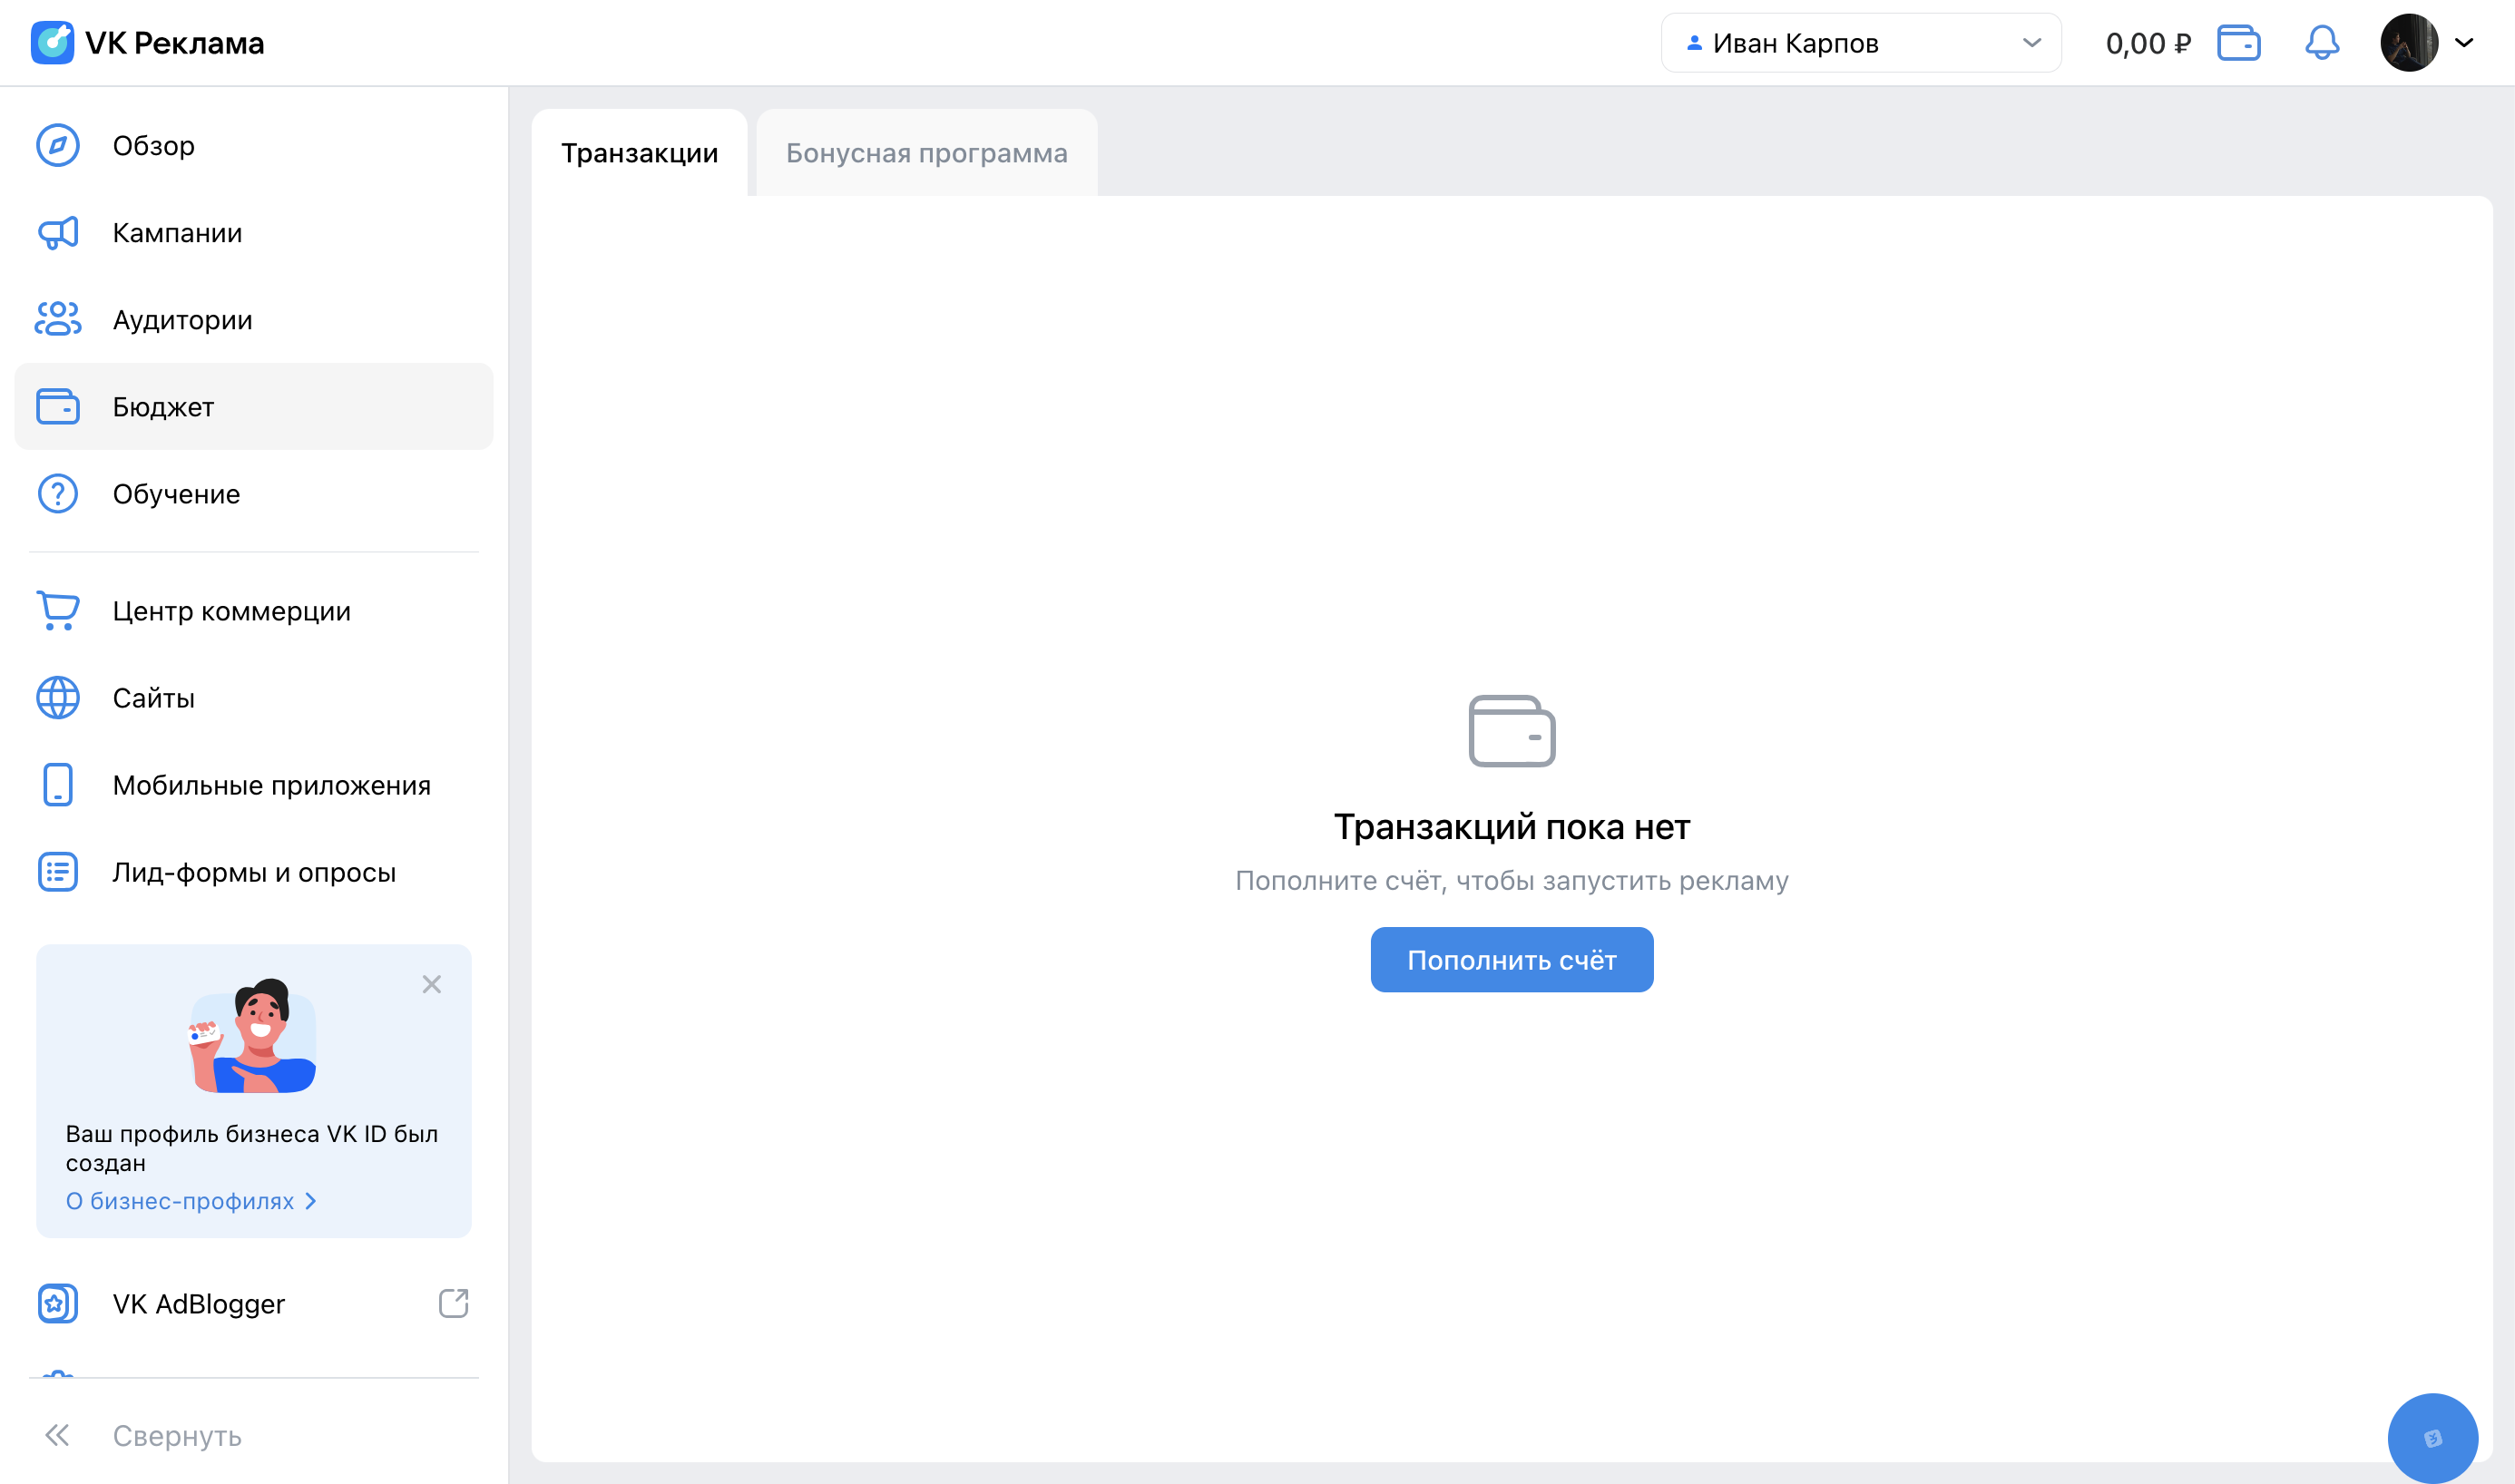 VK Реклама
Иван Карпов
0,00 ₽
Обзор
Кампании
Аудитории
Бюджет
Обучение
Центр коммерции
Сайты
Мобильные приложения
Лид-формы и опросы
Ваш профиль бизнеса VK ID был
создан
О бизнес-профилях
VK AdBlogger
Свернуть
Транзакции
Бонусная программа
Транзакций пока нет
Пополните счёт, чтобы запустить рекламу
Пополнить счёт